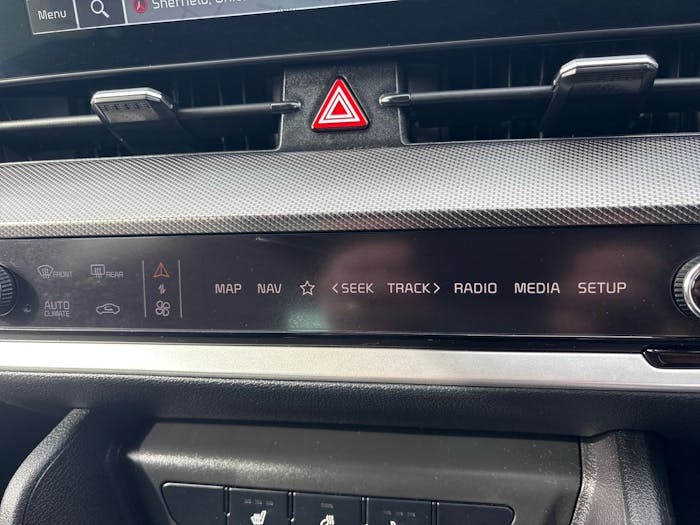 Menu
FRONT
REAR
AUTO
CLIMATE
MAP NAV <SEEK TRACK> RADIO MEDIA SETUP